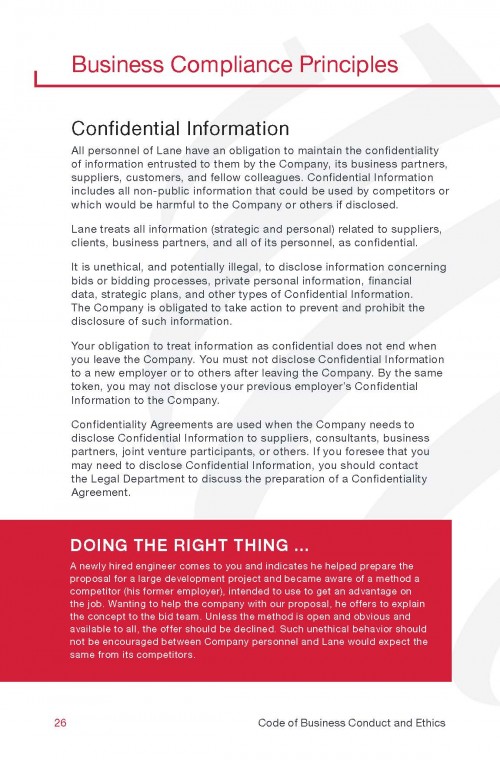 Business Compliance Principles
Confidential Information
All personnel of Lane have an obligation to maintain the confidentiality
of information entrusted to them by the Company, its business partners,
suppliers, customers, and fellow colleagues. Confidential Information
includes all non-public information that could be used by competitors or
which would be harmful to the Company or others if disclosed.
Lane treats all information (strategic and personal) related to suppliers,
clients, business partners, and all of its personnel, as confidential.
It is unethical, and potentially illegal, to disclose information concerning
bids or bidding processes, private personal information, financial
data, strategic plans, and other types of Confidential Information.
The Company is obligated to take action to prevent and prohibit the
disclosure of such information.
Your obligation to treat information as confidential does not end when
you leave the Company. You must not disclose Confidential Information
to a new employer or to others after leaving the Company. By the same
token, you may not disclose your previous employer's Confidential
Information to the Company.
Confidentiality Agreements are used when the Company needs to
disclose Confidential Information to suppliers, consultants, business
partners, joint venture participants, or others. If you foresee that you
may need to disclose Confidential Information, you should contact
the Legal Department to discuss the preparation of a Confidentiality
Agreement.
DOING THE RIGHT THING ...
A newly hired engineer comes to you and indicates he helped prepare the
proposal for a large development project and became aware of a method a
competitor (his former employer), intended to use to get an advantage on
the job. Wanting to help the company with our proposal, he offers to explain
the concept to the bid team. Unless the method is open and obvious and
available to all, the offer should be declined. Such unethical behavior should
not be encouraged between Company personnel and Lane would expect the
same from its competitors.
26 Code of Business Conduct and Ethics